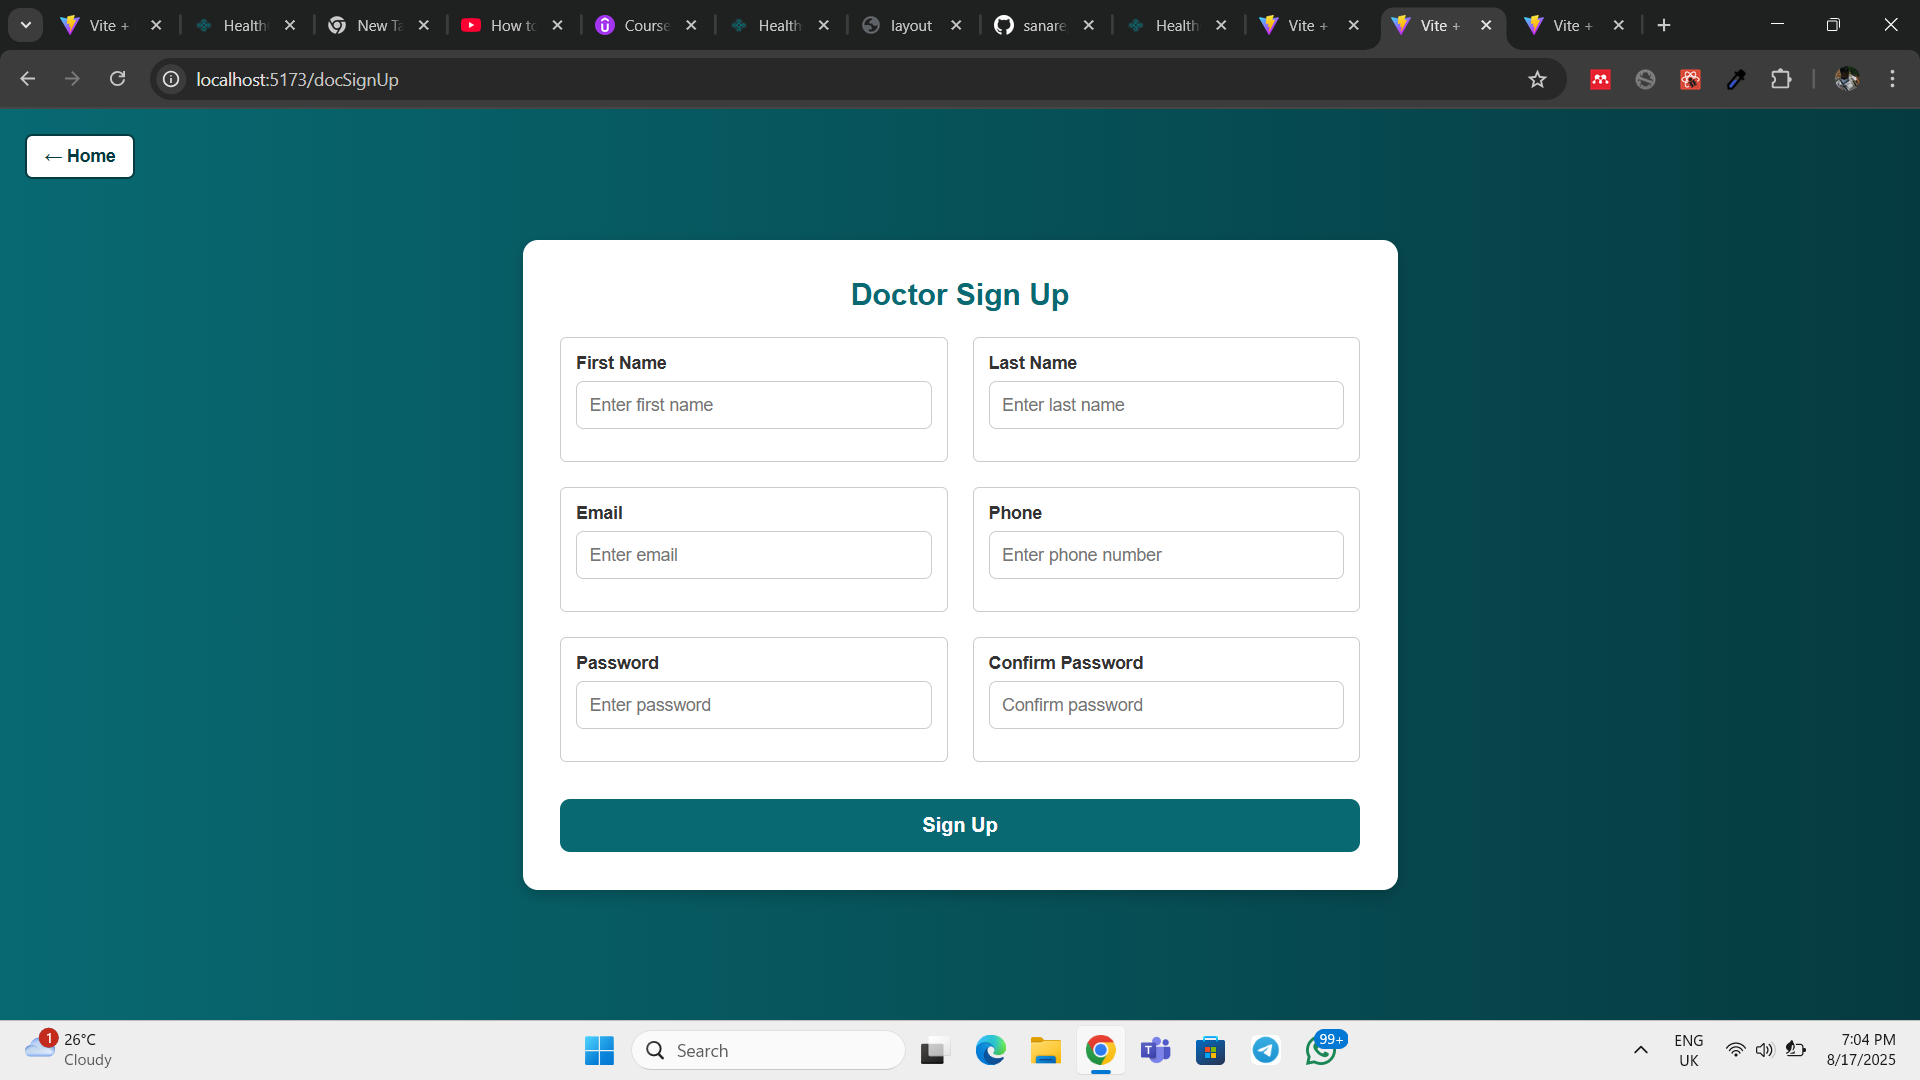 Vite +
Health
New Ta
How to
Course
Health
layout
sanare
Health
Vite +
Vite +
Vite +
localhost:5173/docSignUp
← Home
Doctor Sign Up
First Name
Enter first name
Last Name
Enter last name
Email
Enter email
Phone
Enter phone number
Password
Enter password
Confirm Password
Confirm password
Sign Up
1
26°C
Cloudy
Search
99+
ENG
UK
7:04 PM
8/17/2025